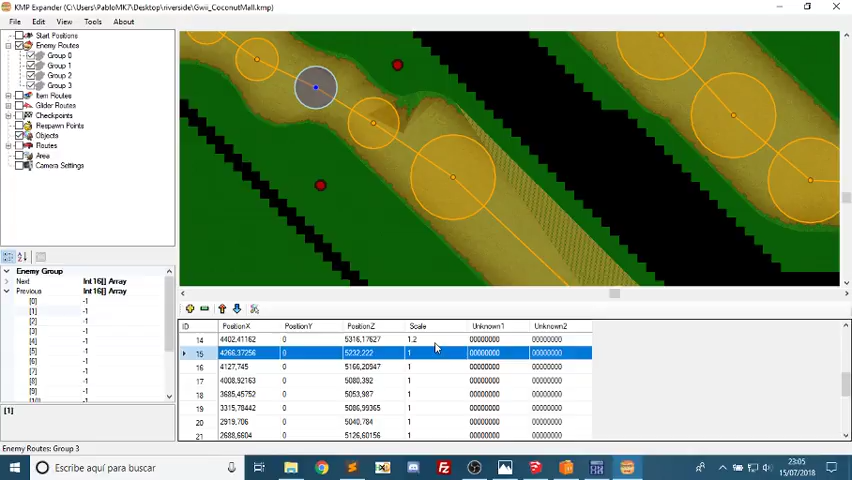 KMP Expander (C:\Users\PabloMK7\Desktop\riverside\Gwii_CoconutMall.kmp)
File Edit View Tools About
Start Positions
Enemy Routes
Group 0
Group 1
Group 2
Group 3
Item Routes
Glider Routes
Checkpoints
Respawn Points
Objects
Routes
Area
Camera Settings
Enemy Group
Next Int16[] Array
Previous Int16[] Array
[0] -1
[1] -1
[2] -1
[3] -1
[4] -1
[5] -1
[6] -1
[7] -1
[8] -1
[9] -1
[10] -1
[1]
ID PositionX PositionY PositionZ Scale Unknown1 Unknown2
14 4402,41162 0 5316,17627 1.2 00000000 00000000
15 4266,37256 0 5232,222 1 00000000 00000000
16 4127,745 0 5166,20947 1 00000000 00000000
17 4008,92163 0 5080,392 1 00000000 00000000
18 3685,45752 0 5053,987 1 00000000 00000000
19 3315,78442 0 5086,99365 1 00000000 00000000
20 2919,706 0 5040,784 1 00000000 00000000
21 2688,6604 0 5126,60156 1 00000000 00000000
Enemy Routes: Group 3
Escribe aquí para buscar
23:05
15/07/2018